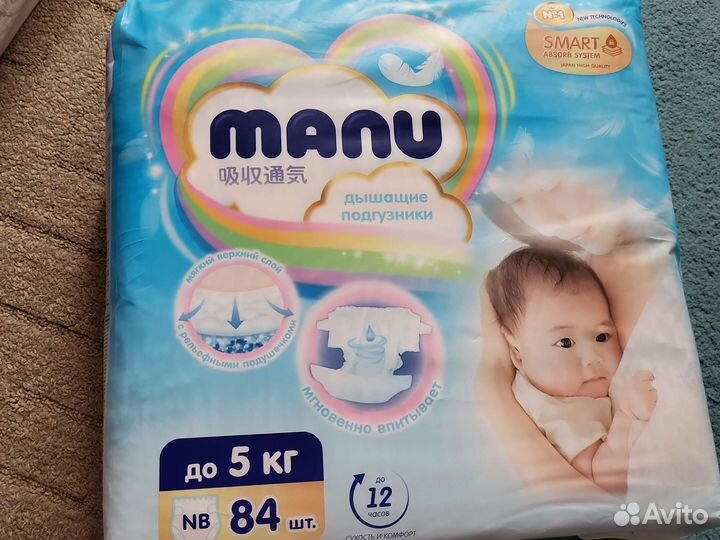 №1
NEW TECHNOLOGIES
SMART
ABSORB SYSTEM
JAPAN HIGH QUALITY
manu
吸収通気
дышащие
подгузники
мягкий верхний слой
с рельефными подушечками
мгновенно впитывает
до 5 кг
NB 84 шт.
до
12
часов
СУХОСТЬ И КОМФОРТ
Avito